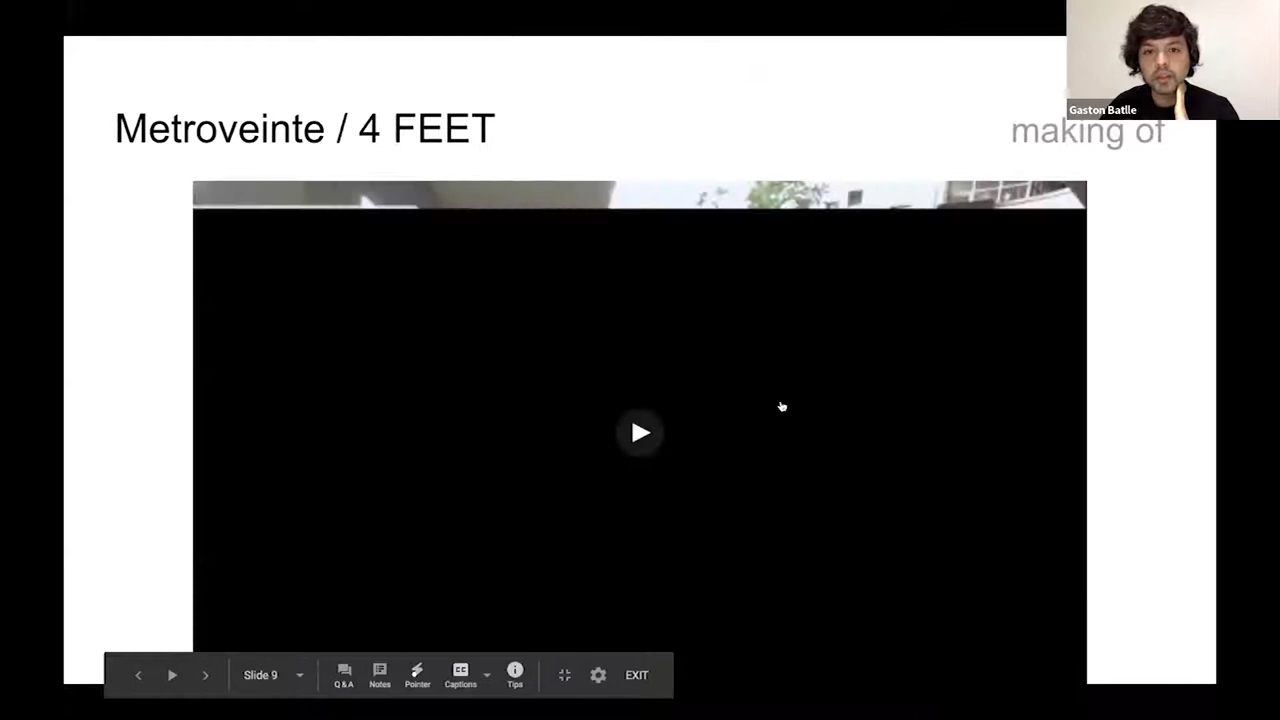 Gaston Batlle
Metroveinte / 4 FEET
making of
Slide 9
Q&A
Notes
Pointer
Captions
Tips
EXIT